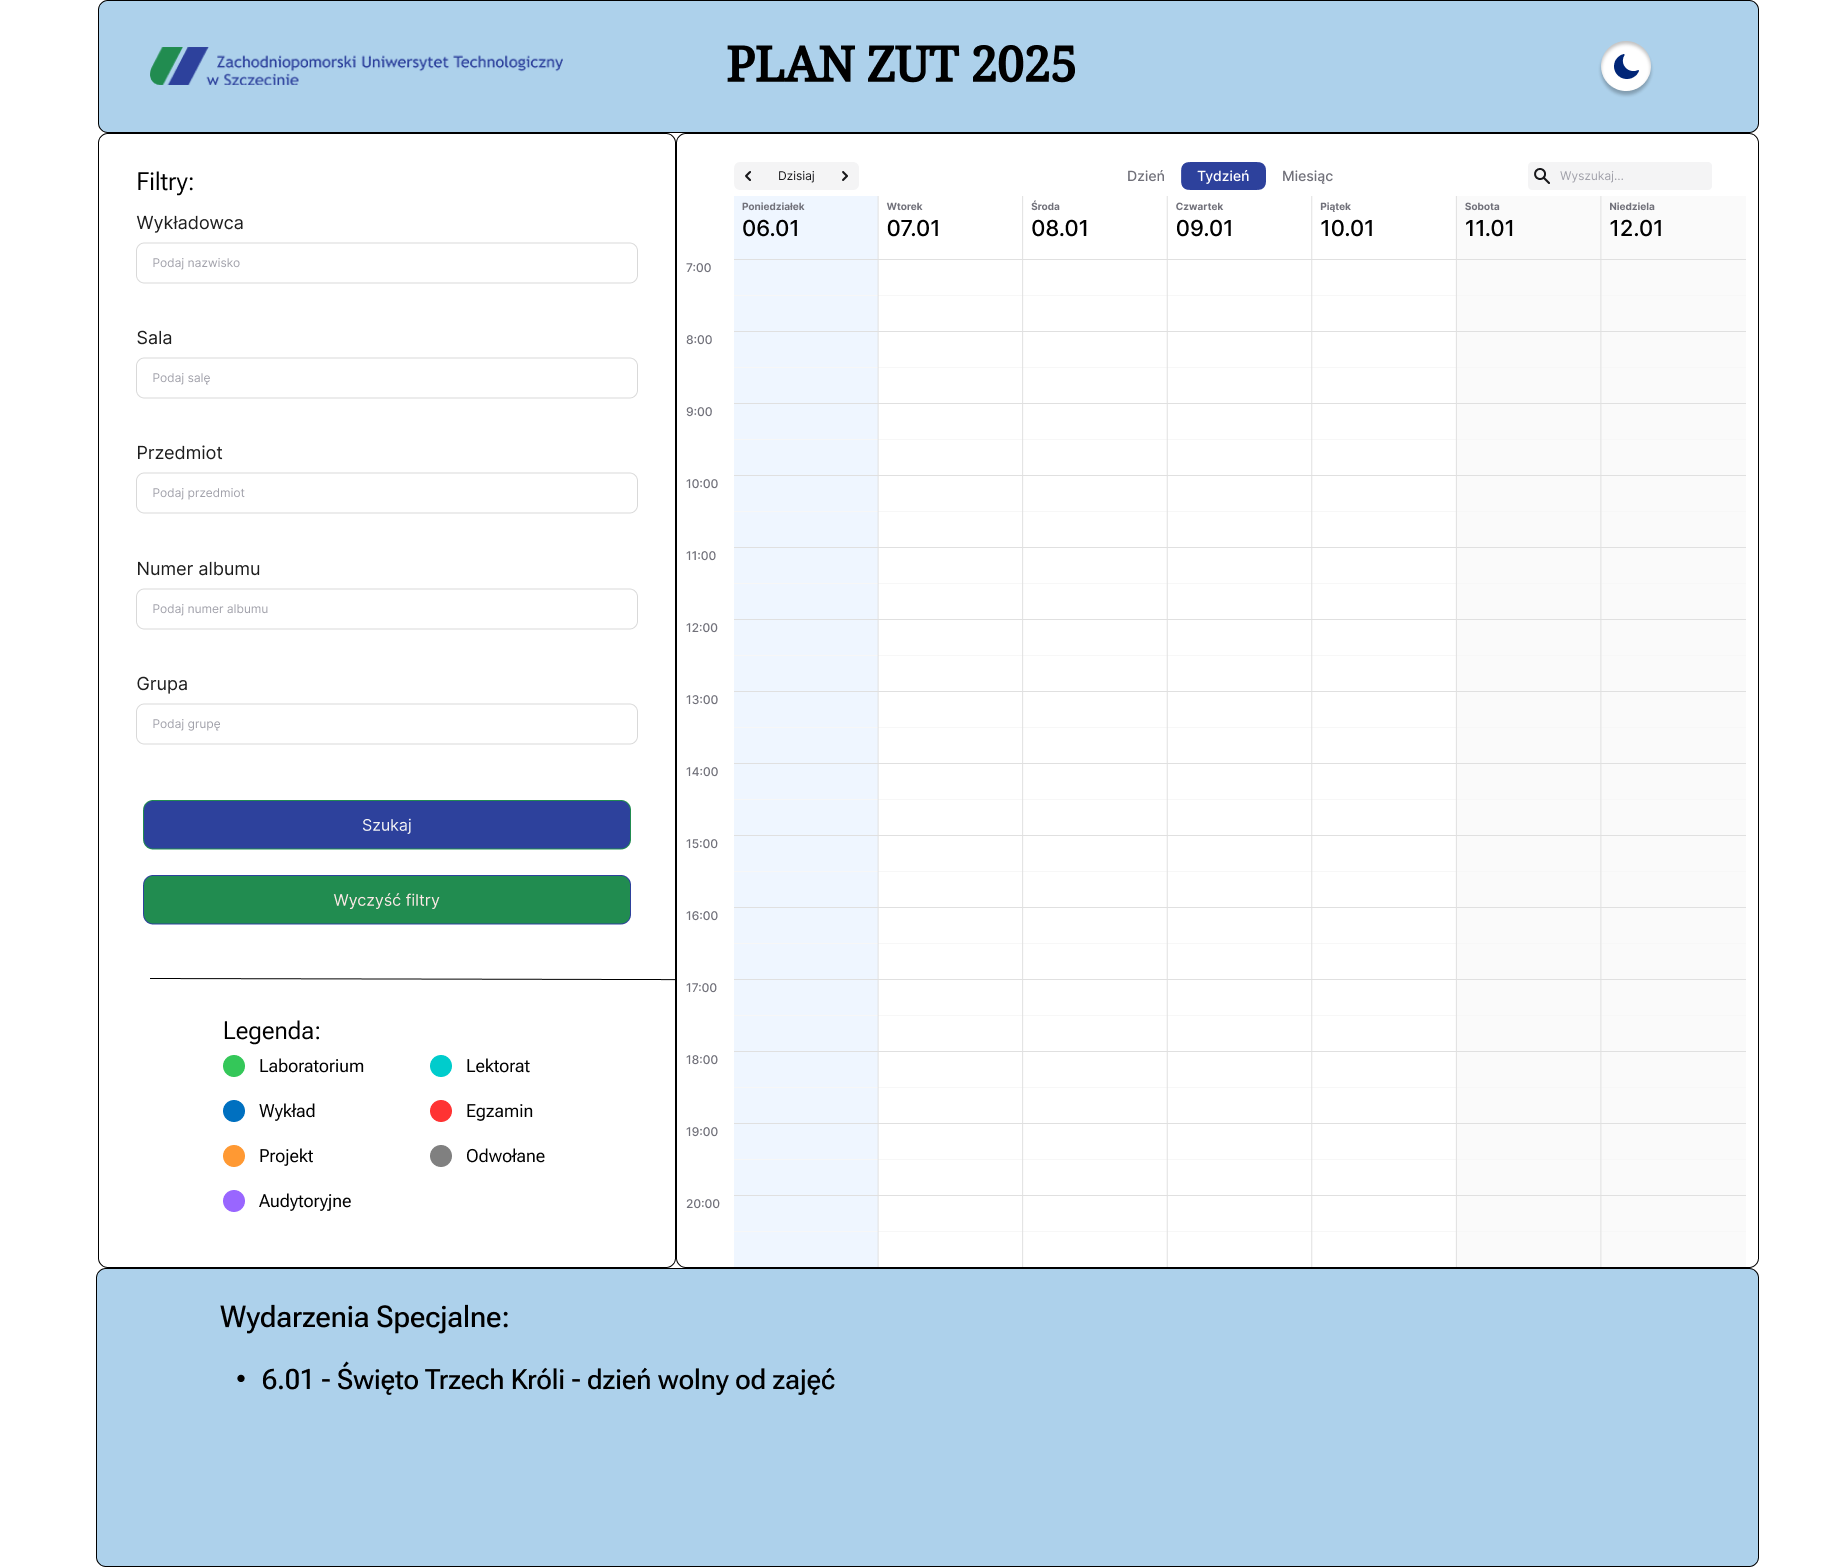 Zachodniopomorski Uniwersytet Technologiczny
w Szczecinie
PLAN ZUT 2025
Filtry:
Wykładowca
Podaj nazwisko
Sala
Podaj salę
Przedmiot
Podaj przedmiot
Numer albumu
Podaj numer albumu
Grupa
Podaj grupę
Szukaj
Wyczyść filtry
Legenda:
Laboratorium
Lektorat
Wykład
Egzamin
Projekt
Odwołane
Audytoryjne
Dzisiaj
Dzień
Tydzień
Miesiąc
Wyszukaj...
Poniedziałek
06.01
Wtorek
07.01
Środa
08.01
Czwartek
09.01
Piątek
10.01
Sobota
11.01
Niedziela
12.01
7:00
8:00
9:00
10:00
11:00
12:00
13:00
14:00
15:00
16:00
17:00
18:00
19:00
20:00
Wydarzenia Specjalne:
• 6.01 - Święto Trzech Króli - dzień wolny od zajęć